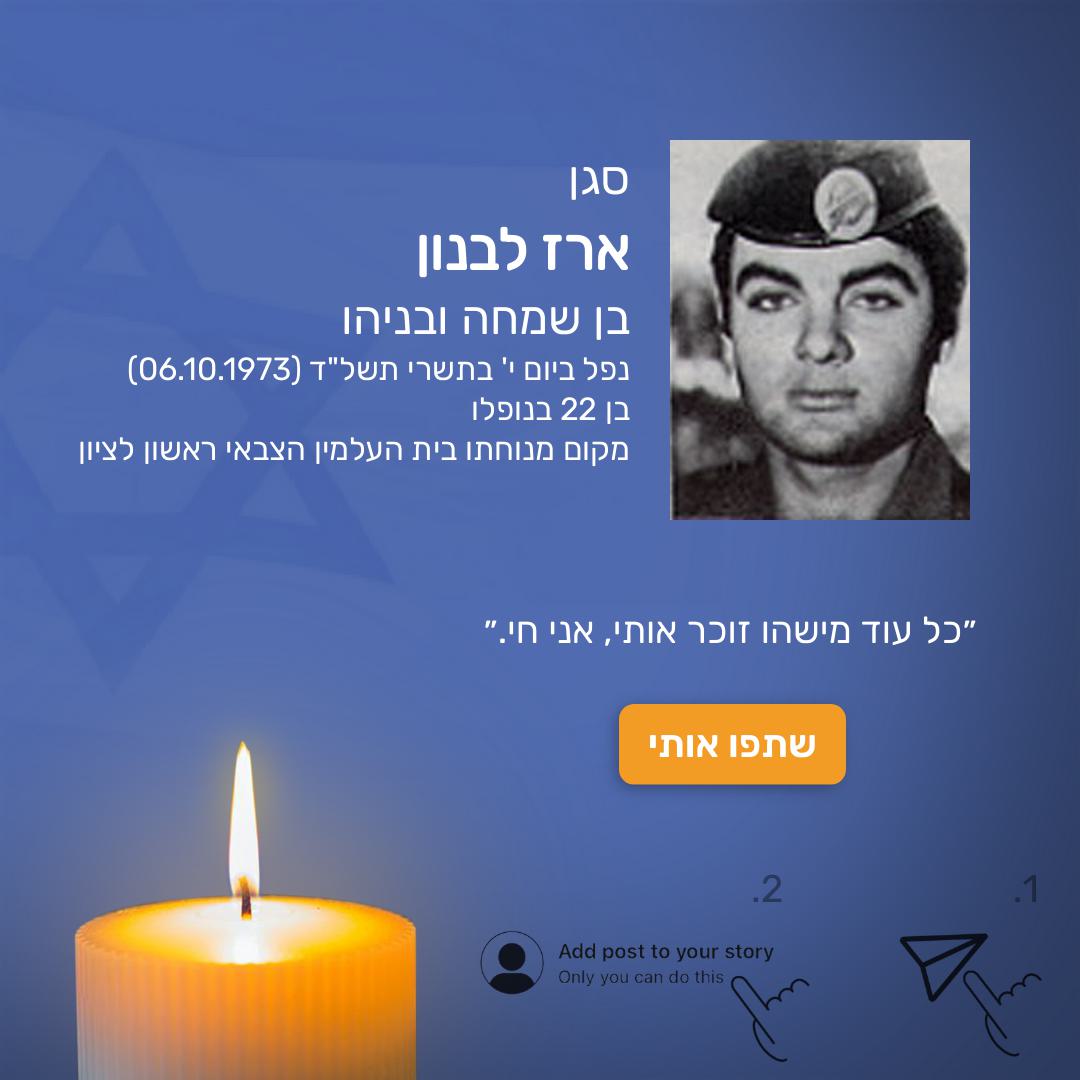 סגן
ארז לבנון
בן שמחה ובניהו
נפל ביום י' בתשרי תשל"ד (06.10.1973)
בן 22 בנופלו
מקום מנוחתו בית העלמין הצבאי ראשון לציון
״כל עוד מישהו זוכר אותי, אני חי.״
שתפו אותי
.1
.2
Add post to your story
Only you can do this